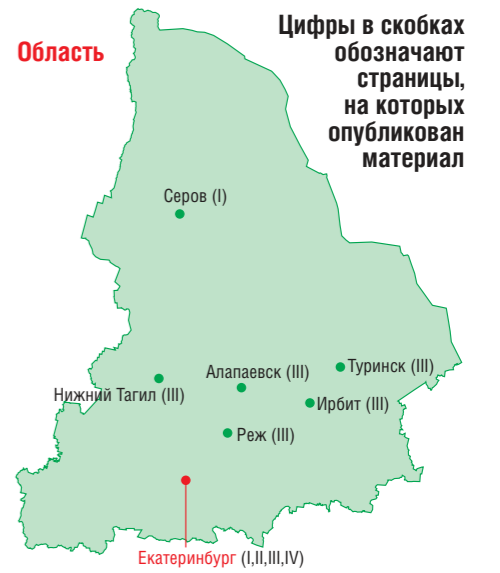 Область
Цифры в скобках
обозначают
страницы,
на которых
опубликован
материал
Серов (I)
Туринск (III)
Алапаевск (III)
Нижний Тагил (III)
Ирбит (III)
Реж (III)
Екатеринбург (I,II,III,IV)